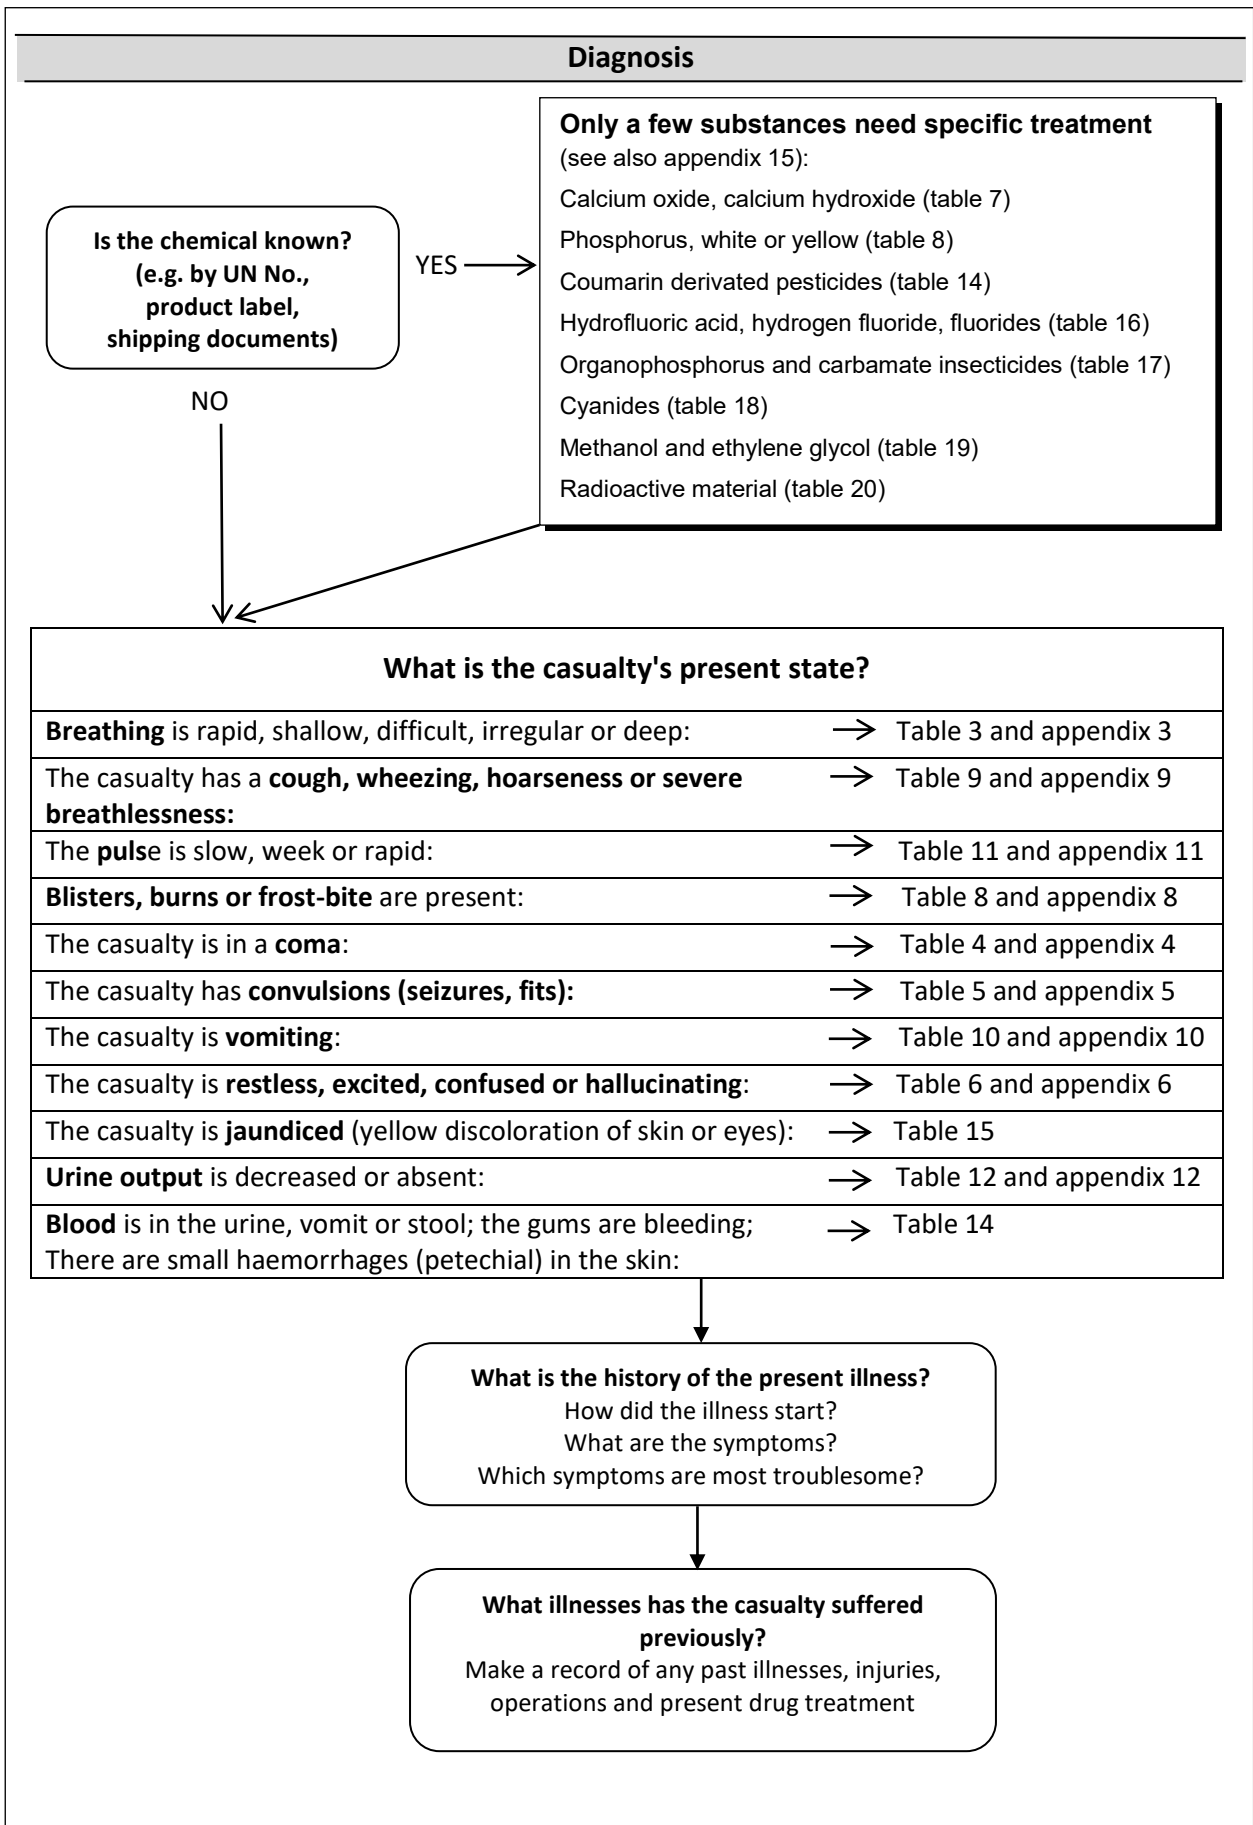 Diagnosis
Only a few substances need specific treatment
(see also appendix 15):
Calcium oxide, calcium hydroxide (table 7)
Phosphorus, white or yellow (table 8)
Coumarin derivated pesticides (table 14)
Hydrofluoric acid, hydrogen fluoride, fluorides (table 16)
Organophosphorus and carbamate insecticides (table 17)
Cyanides (table 18)
Methanol and ethylene glycol (table 19)
Radioactive material (table 20)
Is the chemical known?
(e.g. by UN No.,
product label,
shipping documents)
YES
NO
What is the casualty's present state?
Breathing is rapid, shallow, difficult, irregular or deep: Table 3 and appendix 3
The casualty has a cough, wheezing, hoarseness or severe Table 9 and appendix 9
breathlessness:
The pulse is slow, week or rapid: Table 11 and appendix 11
Blisters, burns or frost-bite are present: Table 8 and appendix 8
The casualty is in a coma: Table 4 and appendix 4
The casualty has convulsions (seizures, fits): Table 5 and appendix 5
The casualty is vomiting: Table 10 and appendix 10
The casualty is restless, excited, confused or hallucinating: Table 6 and appendix 6
The casualty is jaundiced (yellow discoloration of skin or eyes): Table 15
Urine output is decreased or absent: Table 12 and appendix 12
Blood is in the urine, vomit or stool; the gums are bleeding; Table 14
There are small haemorrhages (petechial) in the skin:
What is the history of the present illness?
How did the illness start?
What are the symptoms?
Which symptoms are most troublesome?
What illnesses has the casualty suffered
previously?
Make a record of any past illnesses, injuries,
operations and present drug treatment